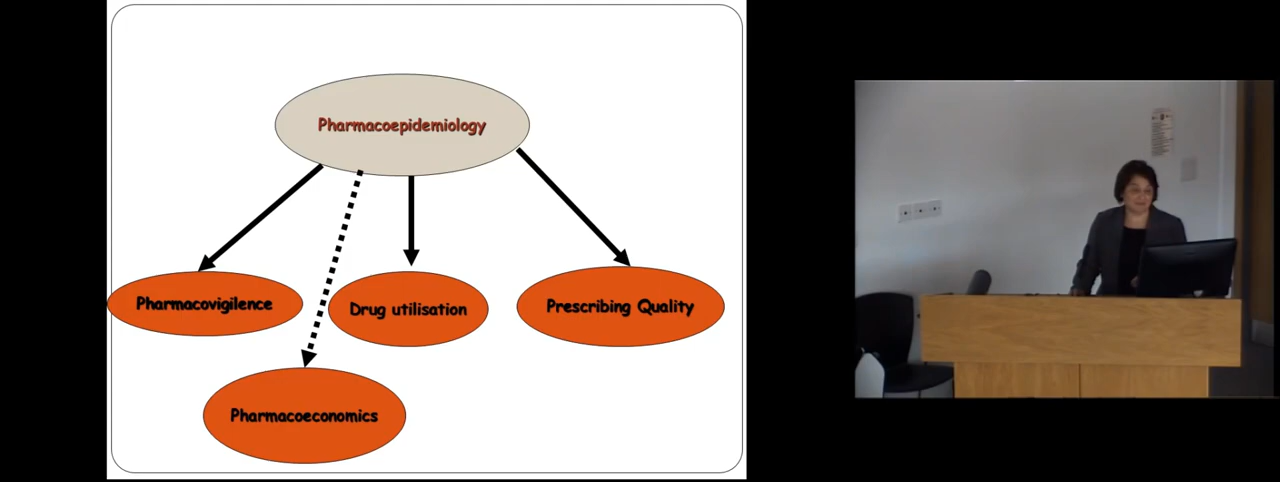 Pharmacoepidemiology
Pharmacovigilence
Drug utilisation
Prescribing Quality
Pharmacoeconomics